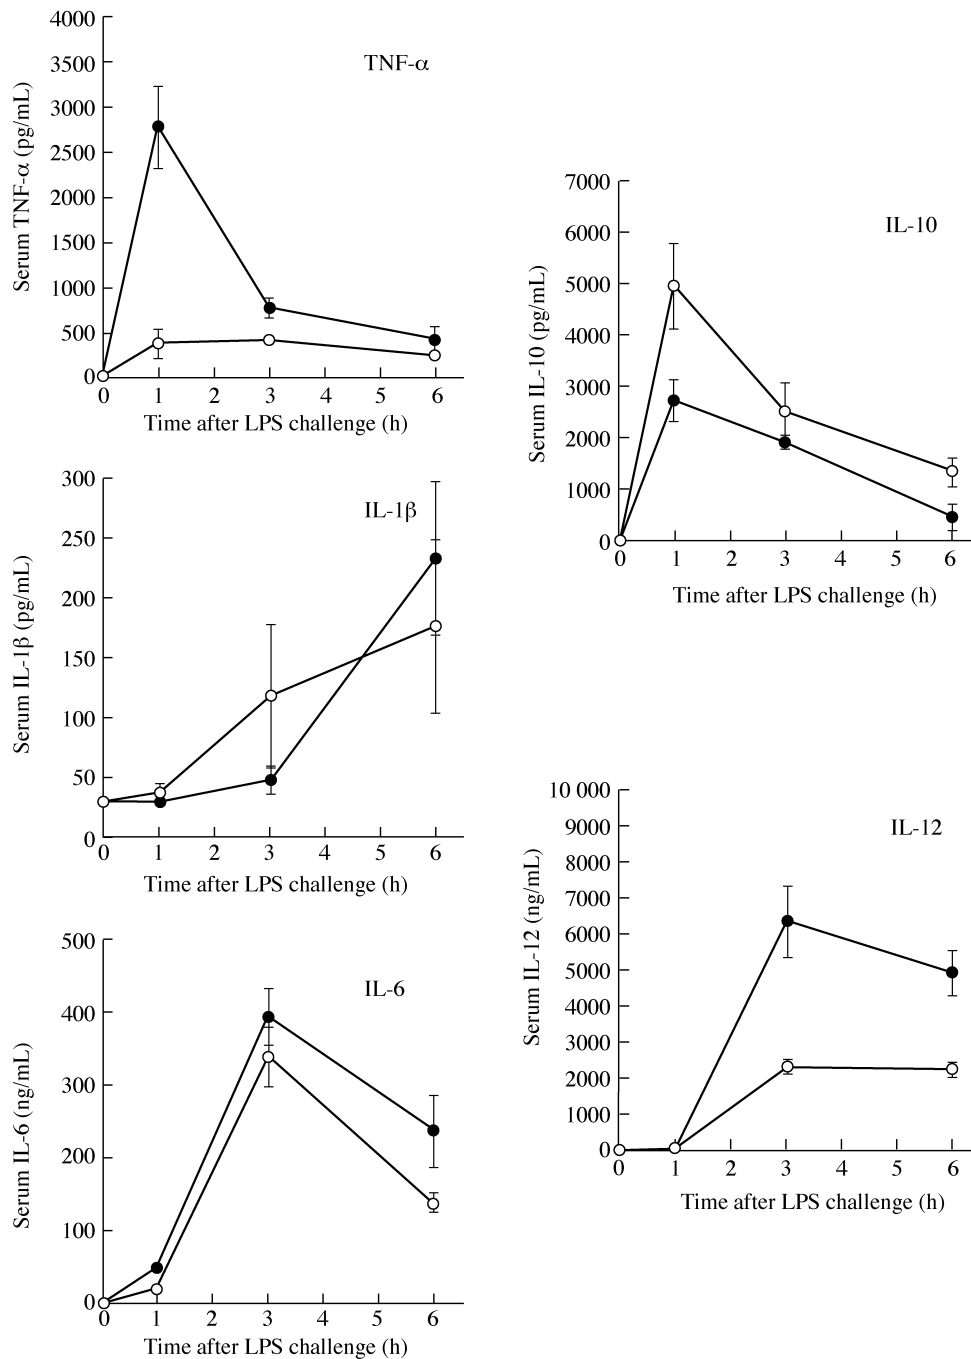 TNF-α
Serum TNF-α (pg/mL)
4000
3500
3000
2500
2000
1500
1000
500
0
0 1 2 3 4 5 6
Time after LPS challenge (h)
IL-10
Serum IL-10 (pg/mL)
7000
6000
5000
4000
3000
2000
1000
0
0 1 2 3 4 5 6
Time after LPS challenge (h)
IL-1β
Serum IL-1β (pg/mL)
300
250
200
150
100
50
0
0 1 2 3 4 5 6
Time after LPS challenge (h)
IL-12
Serum IL-12 (ng/mL)
10 000
9000
8000
7000
6000
5000
4000
3000
2000
1000
0
0 1 2 3 4 5 6
Time after LPS challenge (h)
IL-6
Serum IL-6 (ng/mL)
500
400
300
200
100
0
0 1 2 3 4 5 6
Time after LPS challenge (h)